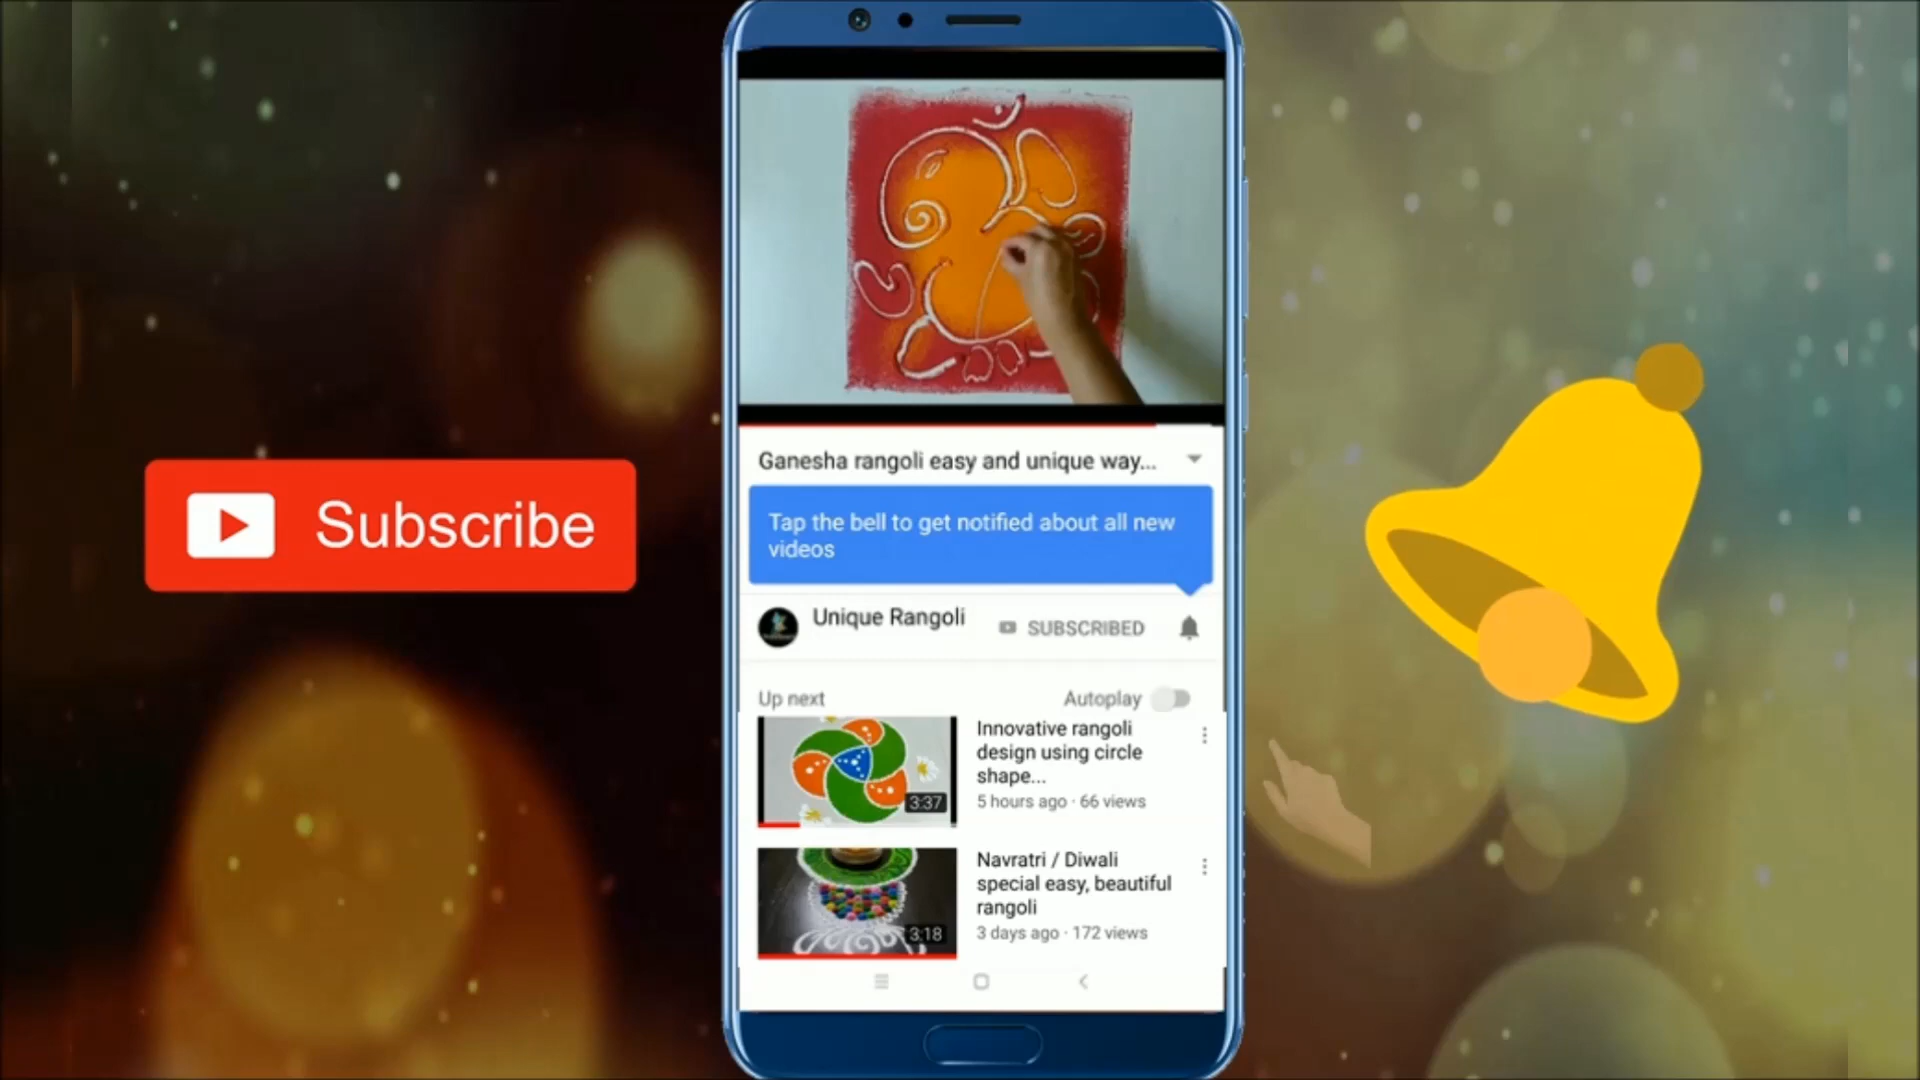 Ganesha rangoli easy and unique way...
Subscribe
Tap the bell to get notified about all new
videos
Unique Rangoli
SUBSCRIBED
Up next
Autoplay
Innovative rangoli
design using circle
shape...
5 hours ago · 66 views
3:37
Navratri / Diwali
special easy, beautiful
rangoli
3 days ago · 172 views
3:18